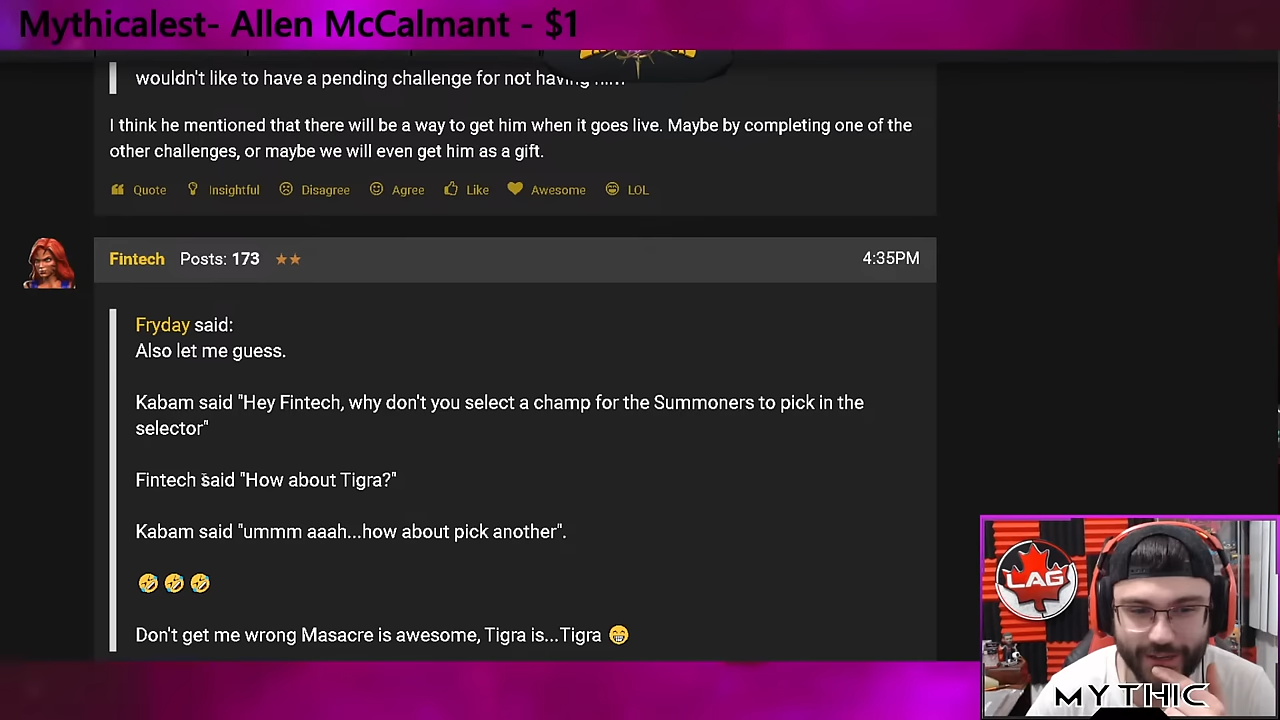 Mythicalest- Allen McCalmant - $1
wouldn't like to have a pending challenge for not having
I think he mentioned that there will be a way to get him when it goes live. Maybe by completing one of the
other challenges, or maybe we will even get him as a gift.
Quote Insightful Disagree Agree Like Awesome LOL
Fintech Posts: 173 4:35PM
Fryday said:
Also let me guess.
Kabam said "Hey Fintech, why don't you select a champ for the Summoners to pick in the
selector"
Fintech said "How about Tigra?"
Kabam said "ummm aaah...how about pick another".
🤣 🤣 🤣
Don't get me wrong Masacre is awesome, Tigra is...Tigra 😁
LAG
MYTHIC